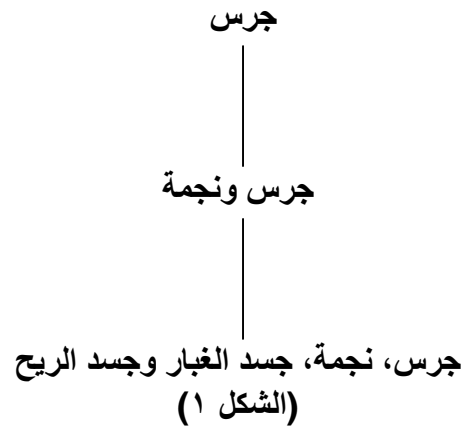 جرس
جرس ونجمة
جرس، نجمة، جسد الغبار وجسد الريح
(الشكل ١)